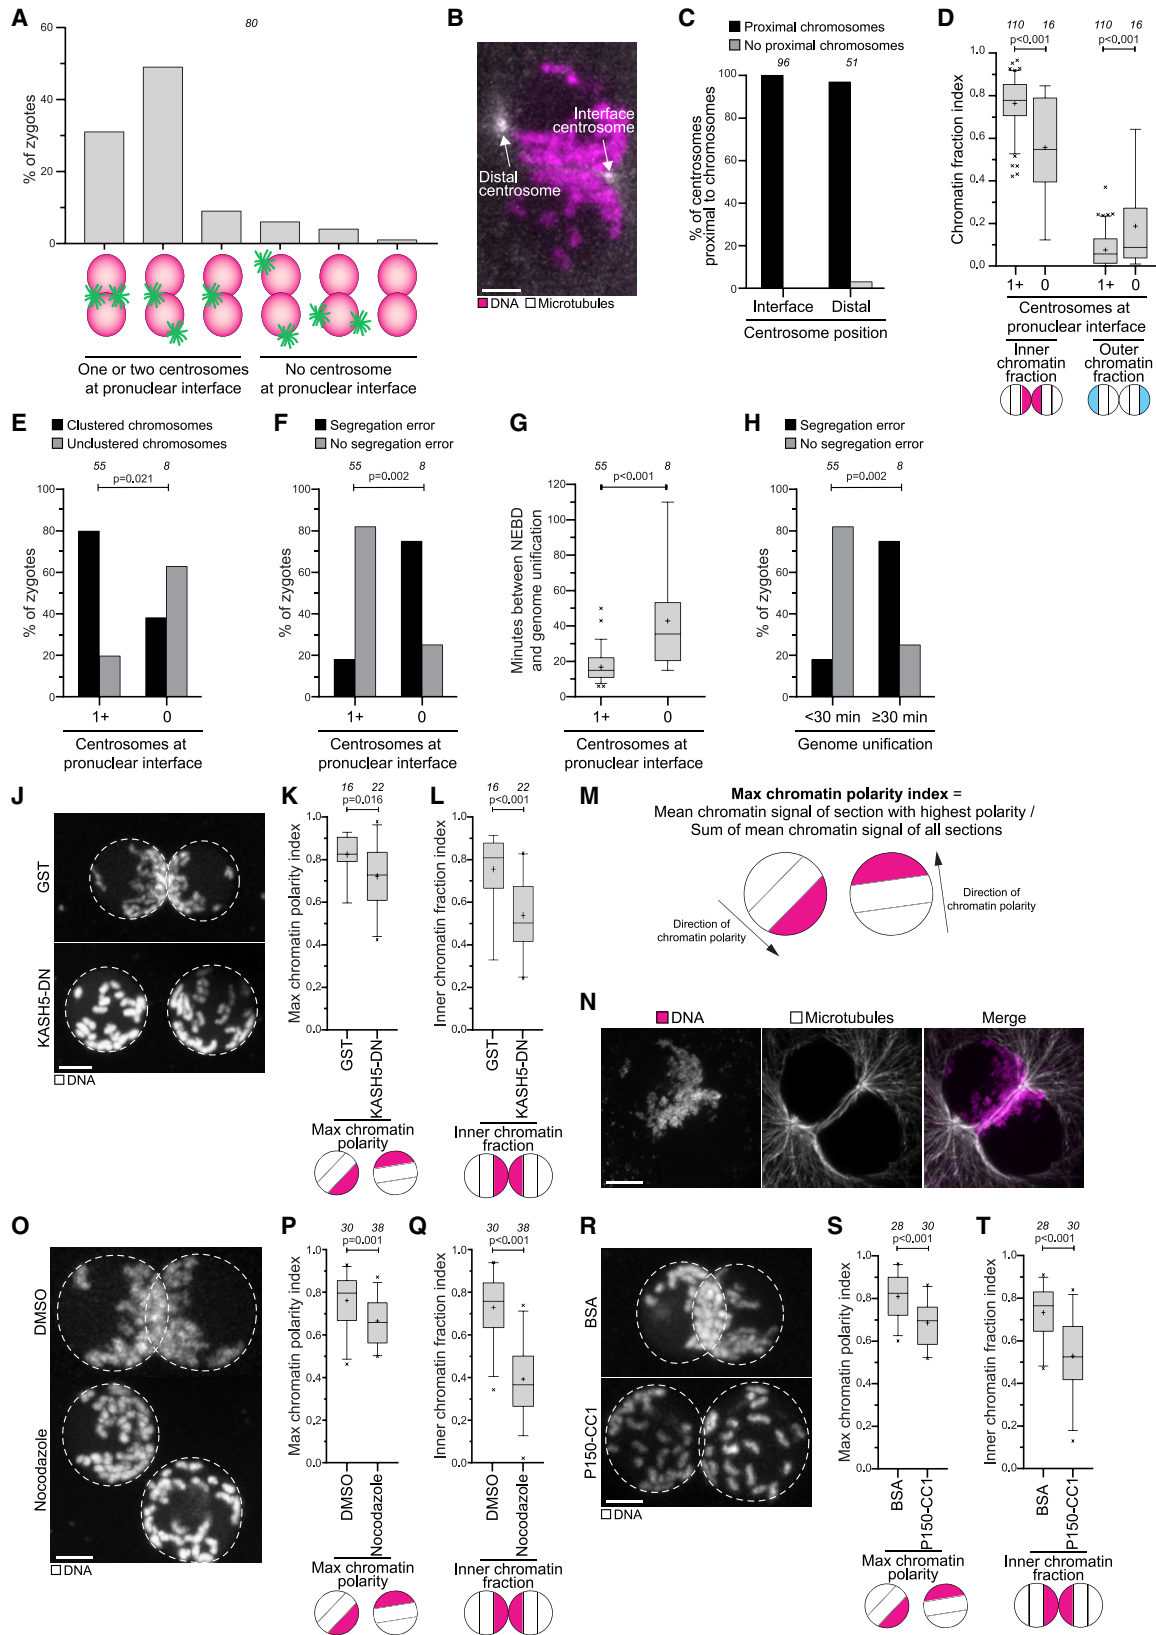 A
80
60
40
20
0
% of zygotes
One or two centrosomes
at pronuclear interface
No centrosome
at pronuclear interface
B
Interface
centrosome
Distal
centrosome
DNA Microtubules
C
Proximal chromosomes
No proximal chromosomes
96 51
100
80
60
40
20
0
% of centrosomes
proximal to chromosomes
Interface Distal
Centrosome position
D
110 16 110 16
p<0.001 p<0.001
1.0
0.8
0.6
0.4
0.2
0.0
Chromatin fraction index
1+ 0 1+ 0
Centrosomes at
pronuclear interface
Inner
chromatin
fraction
Outer
chromatin
fraction
E
Clustered chromosomes
Unclustered chromosomes
55 8
p=0.021
100
80
60
40
20
0
% of zygotes
1+ 0
Centrosomes at
pronuclear interface
F
Segregation error
No segregation error
55 8
p=0.002
100
80
60
40
20
0
% of zygotes
1+ 0
Centrosomes at
pronuclear interface
G
55 8
p<0.001
120
100
80
60
40
20
0
Minutes between NEBD
and genome unification
1+ 0
Centrosomes at
pronuclear interface
H
Segregation error
No segregation error
55 8
p=0.002
100
80
60
40
20
0
% of zygotes
<30 min ≥30 min
Genome unification
J
GST
KASH5-DN
DNA
K
16 22
p=0.016
1.0
0.8
0.6
0.4
0.2
0.0
Max chromatin polarity index
GST
KASH5-DN
Max chromatin
polarity
L
16 22
p<0.001
1.0
0.8
0.6
0.4
0.2
0.0
Inner chromatin fraction index
GST
KASH5-DN
Inner chromatin
fraction
M
Max chromatin polarity index =
Mean chromatin signal of section with highest polarity /
Sum of mean chromatin signal of all sections
Direction of
chromatin polarity
Direction of
chromatin polarity
N
DNA Microtubules Merge
O
DMSO
Nocodazole
DNA
P
30 38
p=0.001
1.0
0.8
0.6
0.4
0.2
0.0
Max chromatin polarity index
DMSO
Nocodazole
Max chromatin
polarity
Q
30 38
p<0.001
1.0
0.8
0.6
0.4
0.2
0.0
Inner chromatin fraction index
DMSO
Nocodazole
Inner chromatin
fraction
R
BSA
P150-CC1
DNA
S
28 30
p<0.001
1.0
0.8
0.6
0.4
0.2
0.0
Max chromatin polarity index
BSA
P150-CC1
Max chromatin
polarity
T
28 30
p<0.001
1.0
0.8
0.6
0.4
0.2
0.0
Inner chromatin fraction index
BSA
P150-CC1
Inner chromatin
fraction